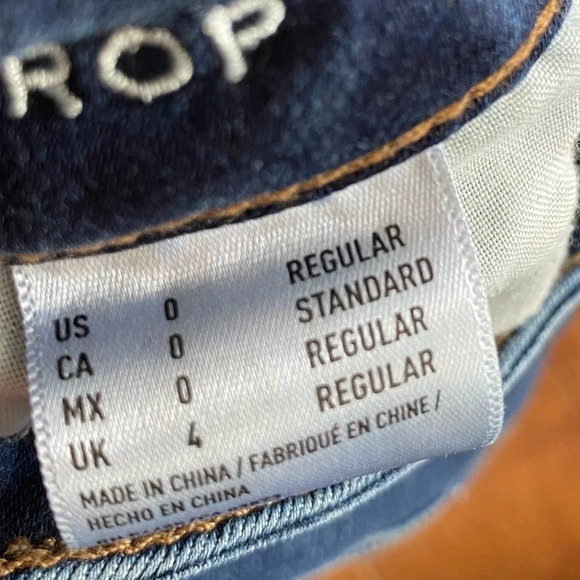 ROP
US 0 REGULAR
CA 0 STANDARD
MX 0 REGULAR
UK 4 REGULAR
MADE IN CHINA / FABRIQUÉ EN CHINE /
HECHO EN CHINA